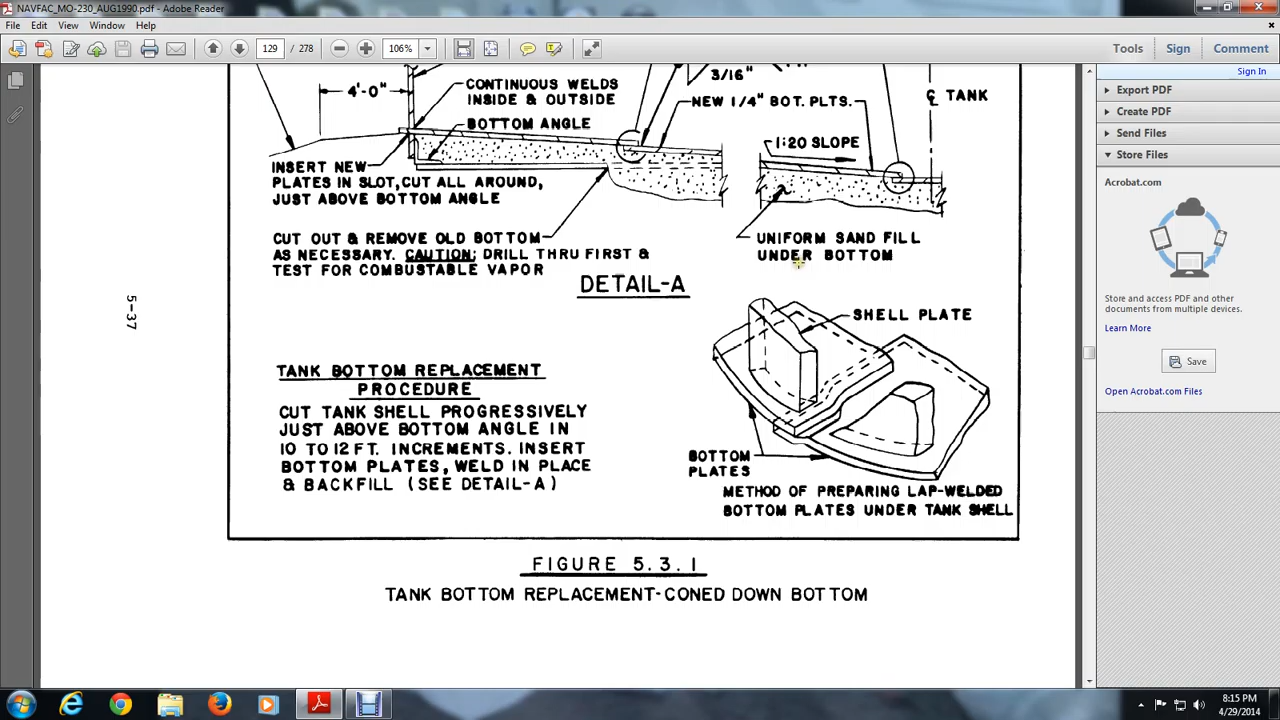 NAVFAC_MO-230_AUG1990.pdf - Adobe Reader
File Edit View Window Help
129 / 278 106% Tools Sign Comment
Sign In
Export PDF
Create PDF
Send Files
Store Files
Acrobat.com
Store and access PDF and other
documents from multiple devices.
Learn More
Save
Open Acrobat.com Files
3/16"
4'-0"
CONTINUOUS WELDS
INSIDE & OUTSIDE
NEW 1/4" BOT. PLTS.
℄ TANK
BOTTOM ANGLE
1:20 SLOPE
INSERT NEW
PLATES IN SLOT, CUT ALL AROUND,
JUST ABOVE BOTTOM ANGLE
CUT OUT & REMOVE OLD BOTTOM
AS NECESSARY. CAUTION; DRILL THRU FIRST &
TEST FOR COMBUSTABLE VAPOR
UNIFORM SAND FILL
UNDER BOTTOM
DETAIL-A
5-37
SHELL PLATE
TANK BOTTOM REPLACEMENT
PROCEDURE
CUT TANK SHELL PROGRESSIVELY
JUST ABOVE BOTTOM ANGLE IN
10 TO 12 FT. INCREMENTS. INSERT
BOTTOM PLATES, WELD IN PLACE
& BACKFILL (SEE DETAIL-A)
BOTTOM
PLATES
METHOD OF PREPARING LAP-WELDED
BOTTOM PLATES UNDER TANK SHELL
FIGURE 5.3.1
TANK BOTTOM REPLACEMENT-CONED DOWN BOTTOM
8:15 PM
4/29/2014